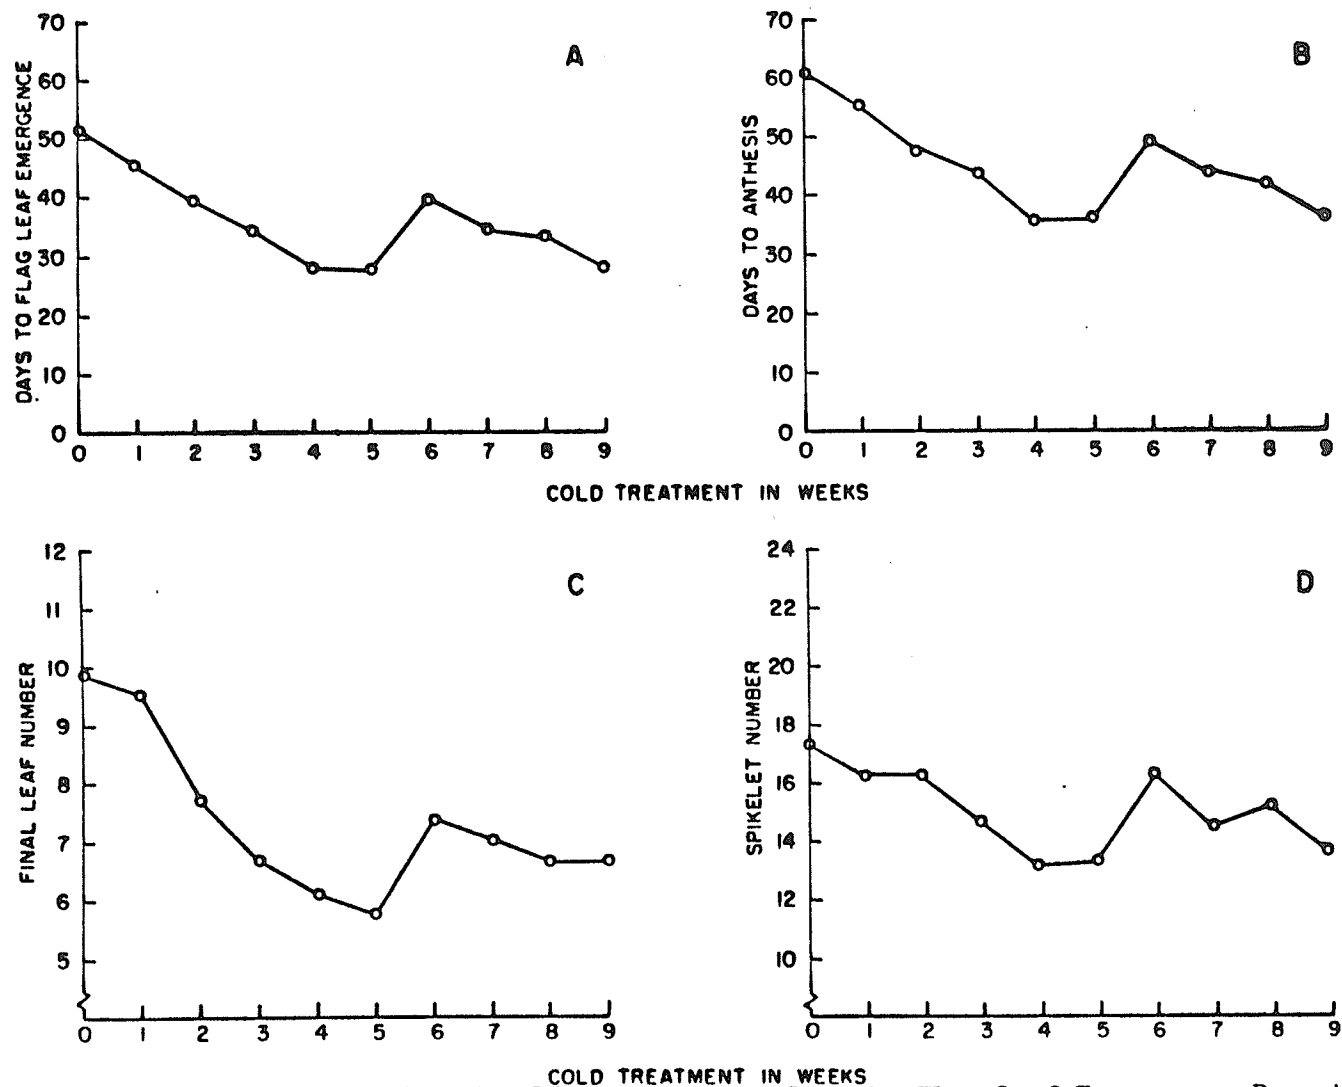 A
DAYS TO FLAG LEAF EMERGENCE
70
60
50
40
30
20
10
0
0 1 2 3 4 5 6 7 8 9
B
DAYS TO ANTHESIS
70
60
50
40
30
20
10
0
0 1 2 3 4 5 6 7 8 9
COLD TREATMENT IN WEEKS
C
FINAL LEAF NUMBER
12
11
10
9
8
7
6
5
0 1 2 3 4 5 6 7 8 9
D
SPIKELET NUMBER
24
22
20
18
16
14
12
10
0 1 2 3 4 5 6 7 8 9
COLD TREATMENT IN WEEKS